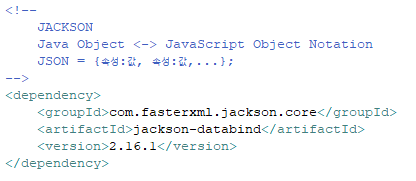 <!--
JACKSON
Java Object <-> JavaScript Object Notation
JSON = {속성:값, 속성:값,...};
-->
<dependency>
<groupId>com.fasterxml.jackson.core</groupId>
<artifactId>jackson-databind</artifactId>
<version>2.16.1</version>
</dependency>